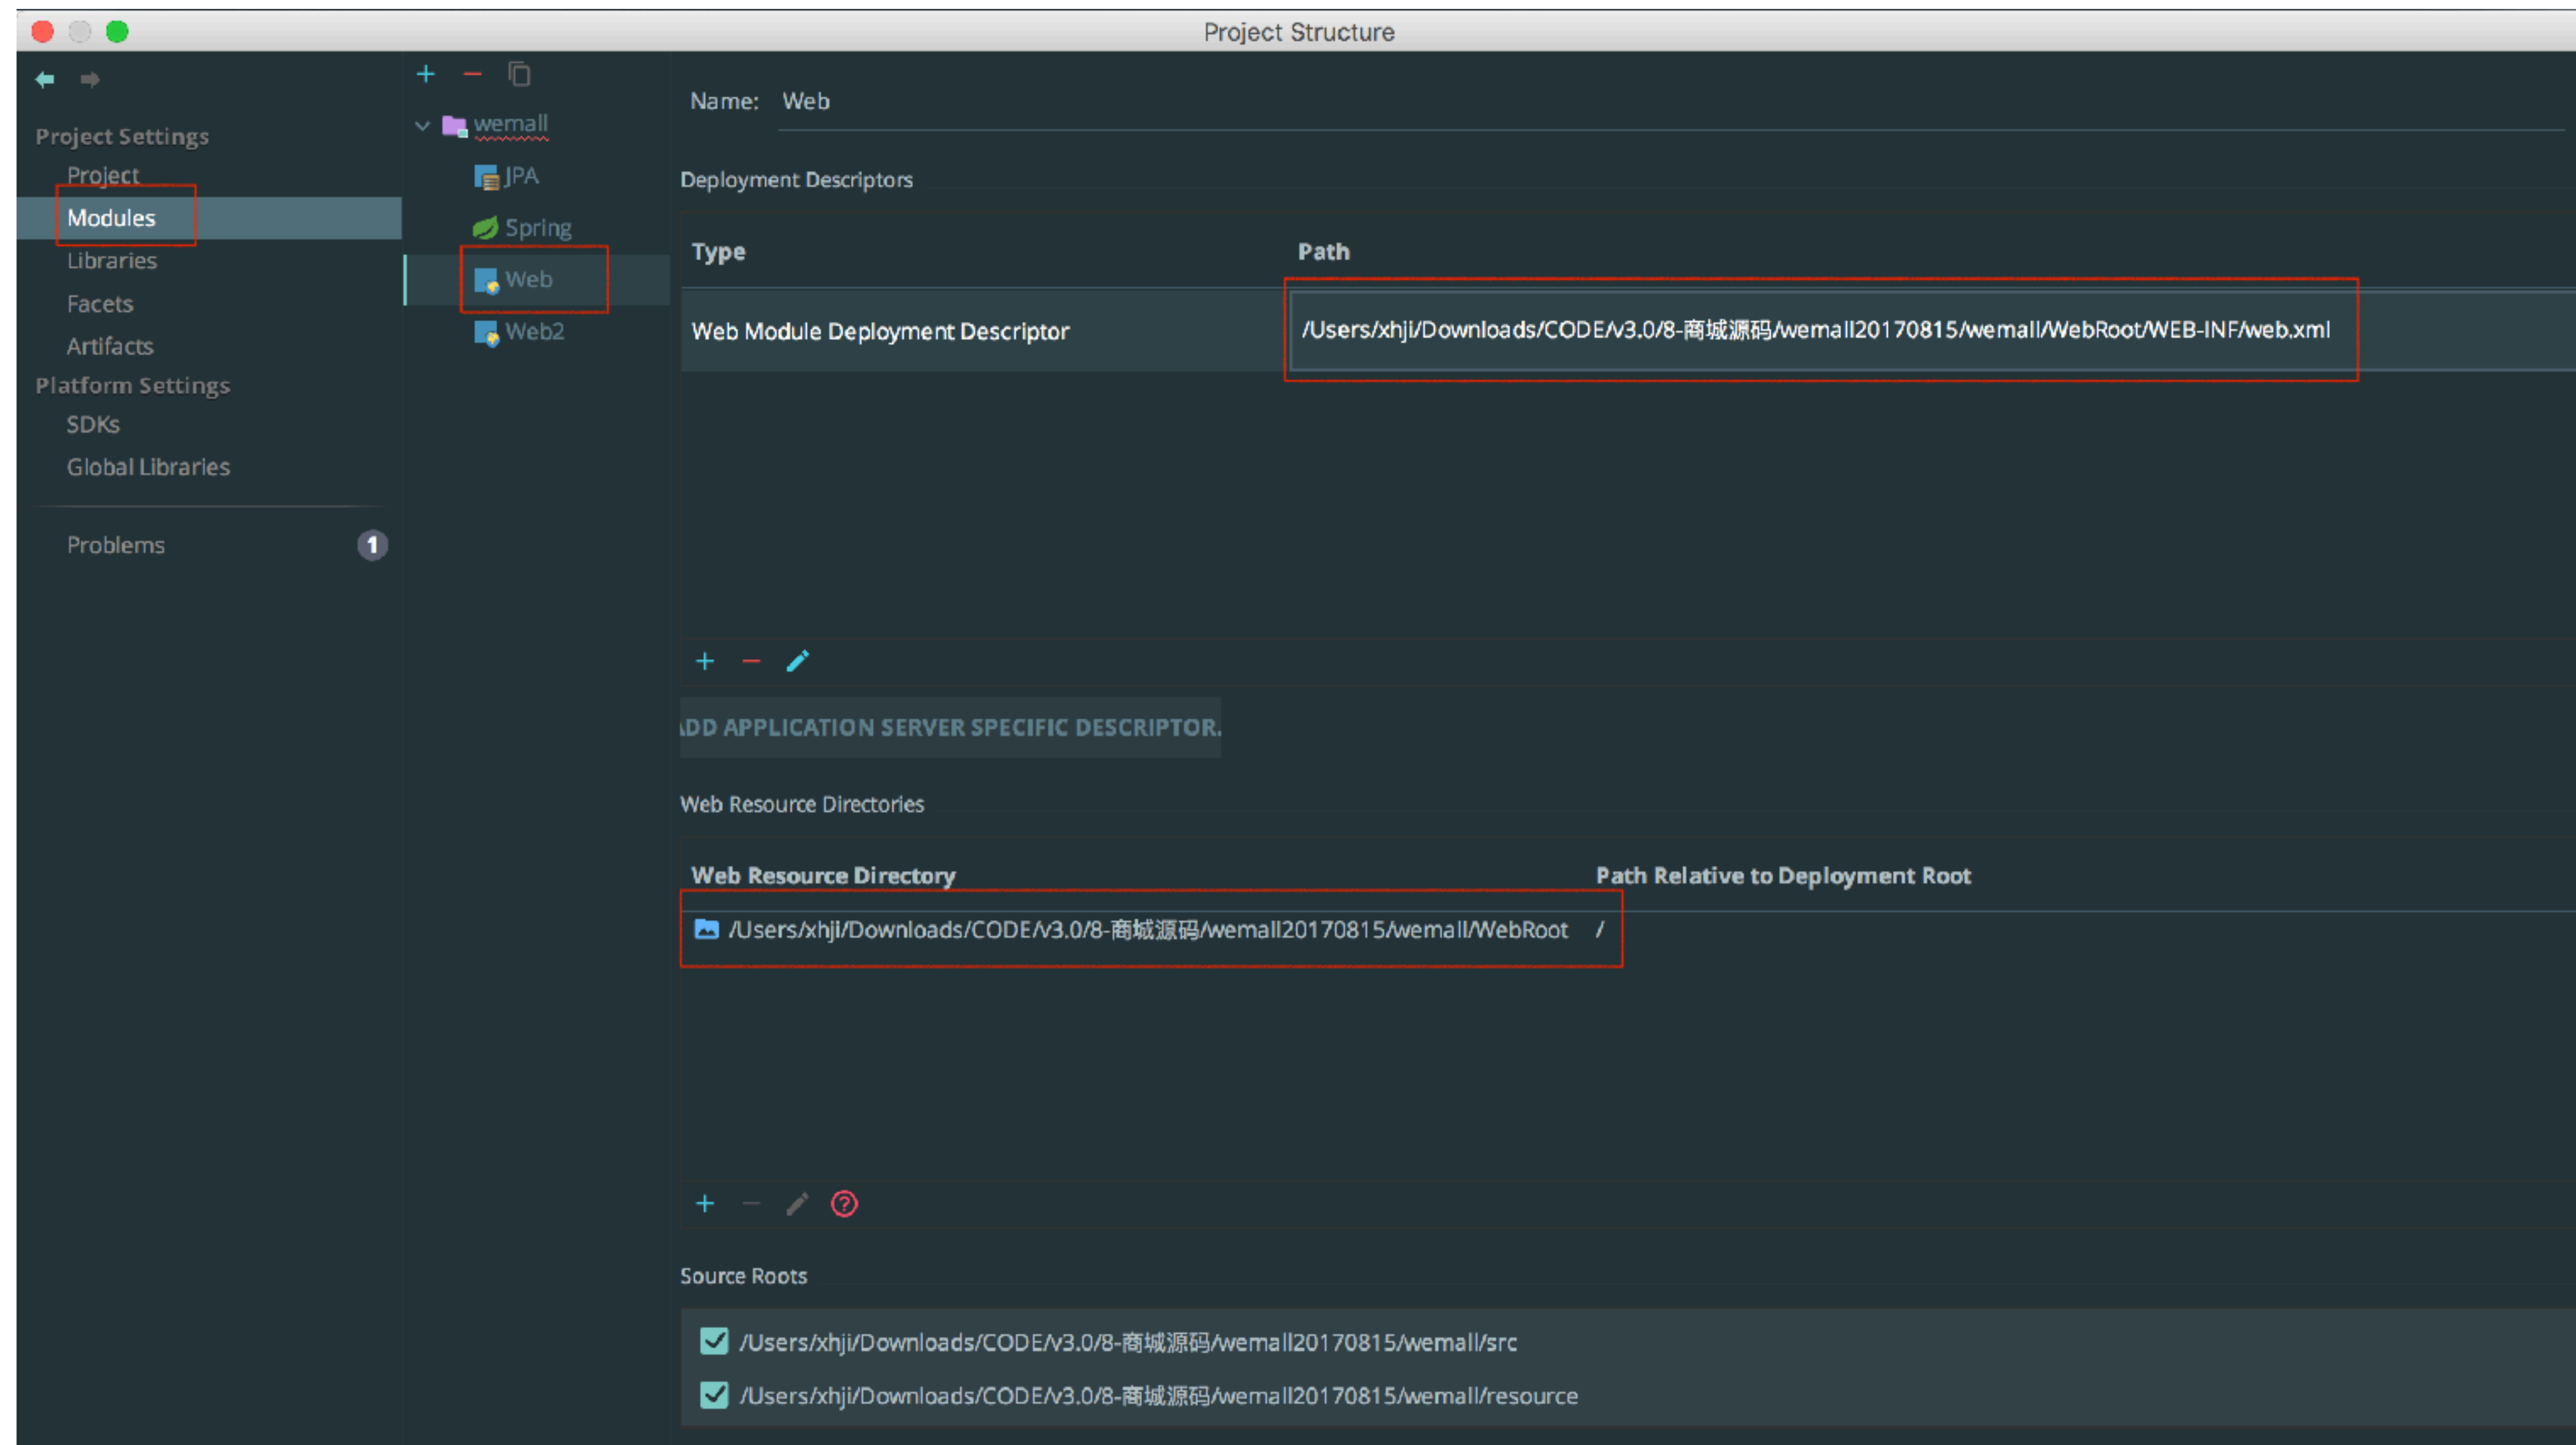 Project Structure
Project Settings
Project
Modules
Libraries
Facets
Artifacts
Platform Settings
SDKs
Global Libraries
Problems
1
wemall
JPA
Spring
Web
Web2
Name: Web
Deployment Descriptors
Type Path
Web Module Deployment Descriptor /Users/xhji/Downloads/CODE/v3.0/8-商城源码/wemall20170815/wemall/WebRoot/WEB-INF/web.xml
DD APPLICATION SERVER SPECIFIC DESCRIPTOR.
Web Resource Directories
Web Resource Directory Path Relative to Deployment Root
/Users/xhji/Downloads/CODE/v3.0/8-商城源码/wemall20170815/wemall/WebRoot /
Source Roots
/Users/xhji/Downloads/CODE/v3.0/8-商城源码/wemall20170815/wemall/src
/Users/xhji/Downloads/CODE/v3.0/8-商城源码/wemall20170815/wemall/resource